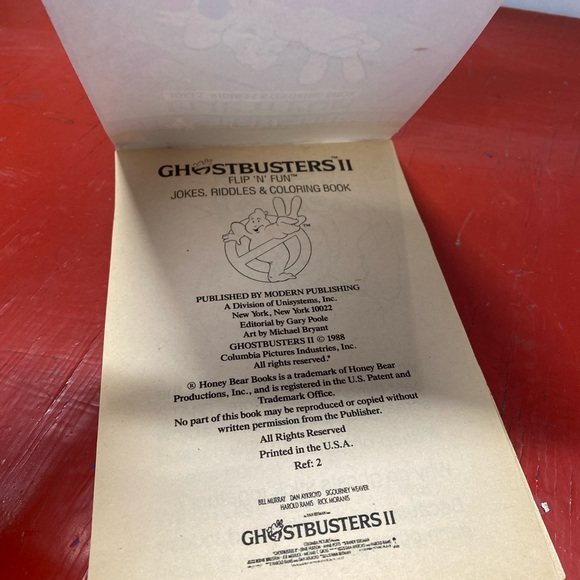 GHOSTBUSTERS II™
FLIP 'N' FUN™
JOKES, RIDDLES & COLORING BOOK
™
PUBLISHED BY MODERN PUBLISHING
A Division of Unisystems, Inc.
New York, New York 10022
Editorial by Gary Poole
Art by Michael Bryant
GHOSTBUSTERS II © 1988
Columbia Pictures Industries, Inc.
All rights reserved.*
® Honey Bear Books is a trademark of Honey Bear
Productions, Inc., and is registered in the U.S. Patent and
Trademark Office.
No part of this book may be reproduced or copied without
written permission from the Publisher.
All Rights Reserved
Printed in the U.S.A.
Ref: 2
BILL MURRAY DAN AYKROYD SIGOURNEY WEAVER
HAROLD RAMIS RICK MORANIS
GHOSTBUSTERS II